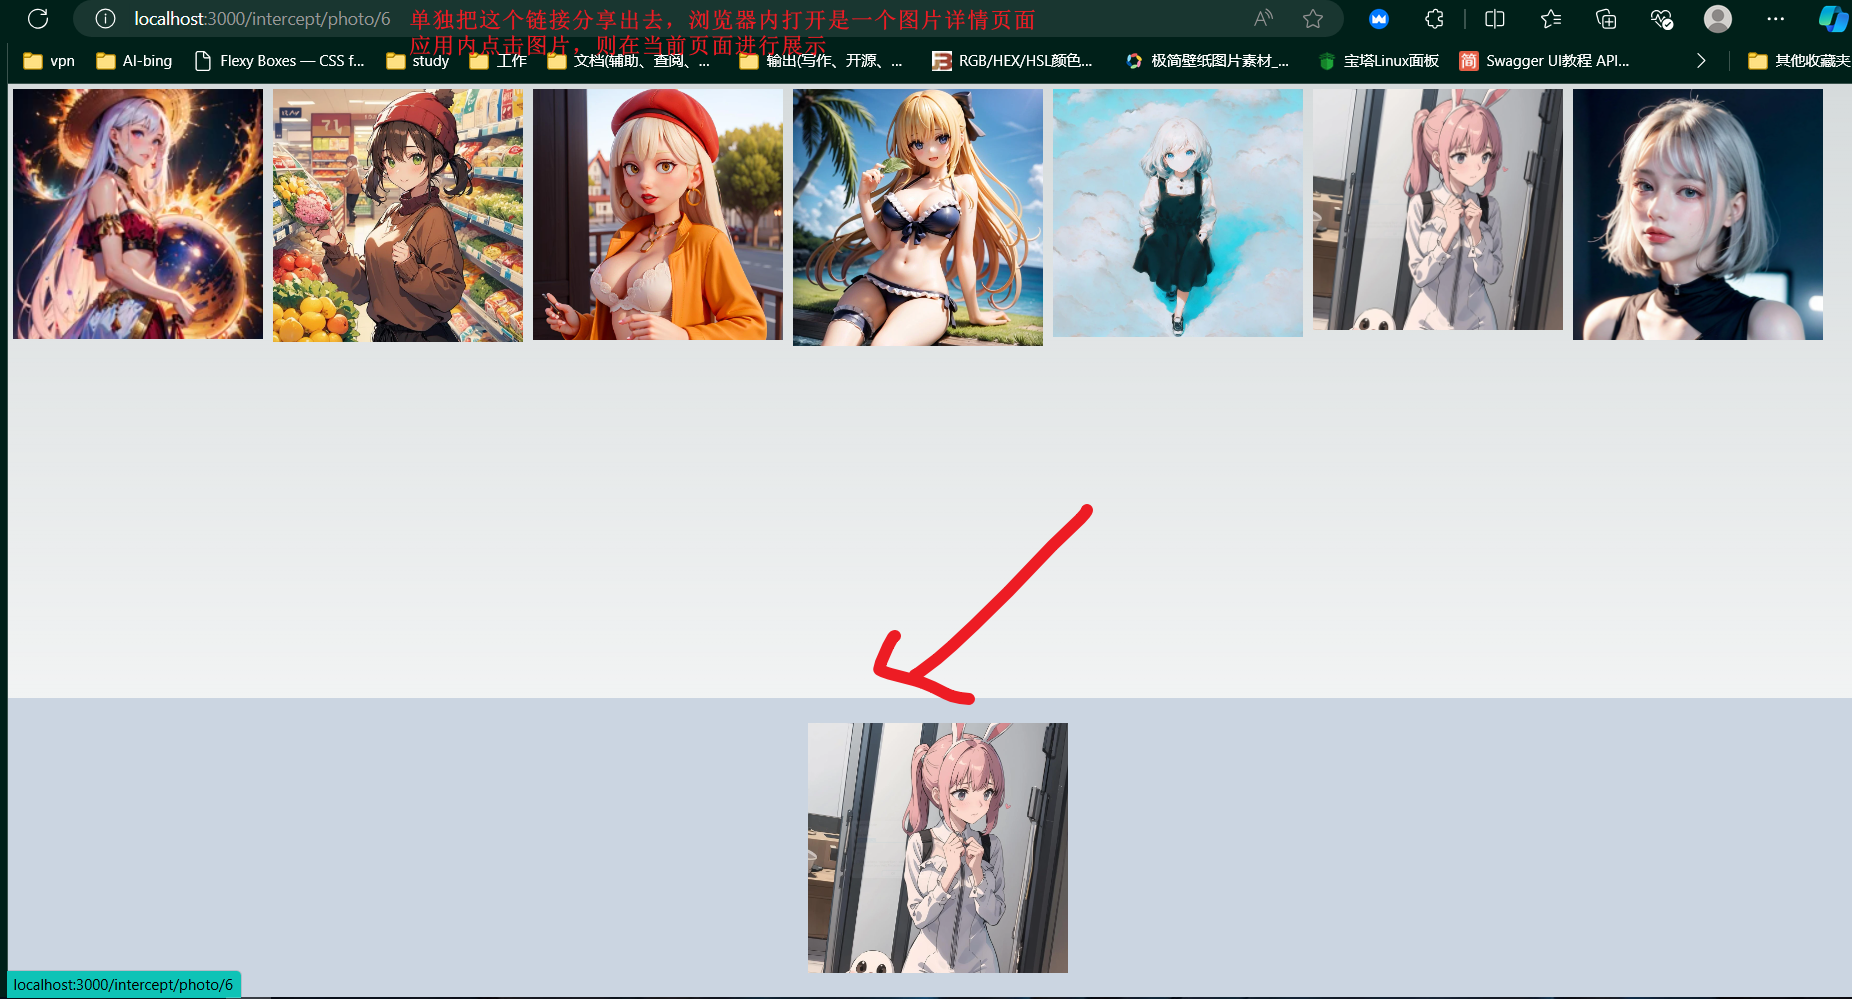 localhost:3000/intercept/photo/6
单独把这个链接分享出去，浏览器内打开是一个图片详情页面
应用内点击图片，则在当前页面进行展示
vpn
AI-bing
Flexy Boxes — CSS f...
study
工作
文档(辅助、查阅、...
输出(写作、开源、...
RGB/HEX/HSL颜色...
极简壁纸图片素材_...
宝塔Linux面板
简
Swagger UI教程 API...
其他收藏夹
71
localhost:3000/intercept/photo/6